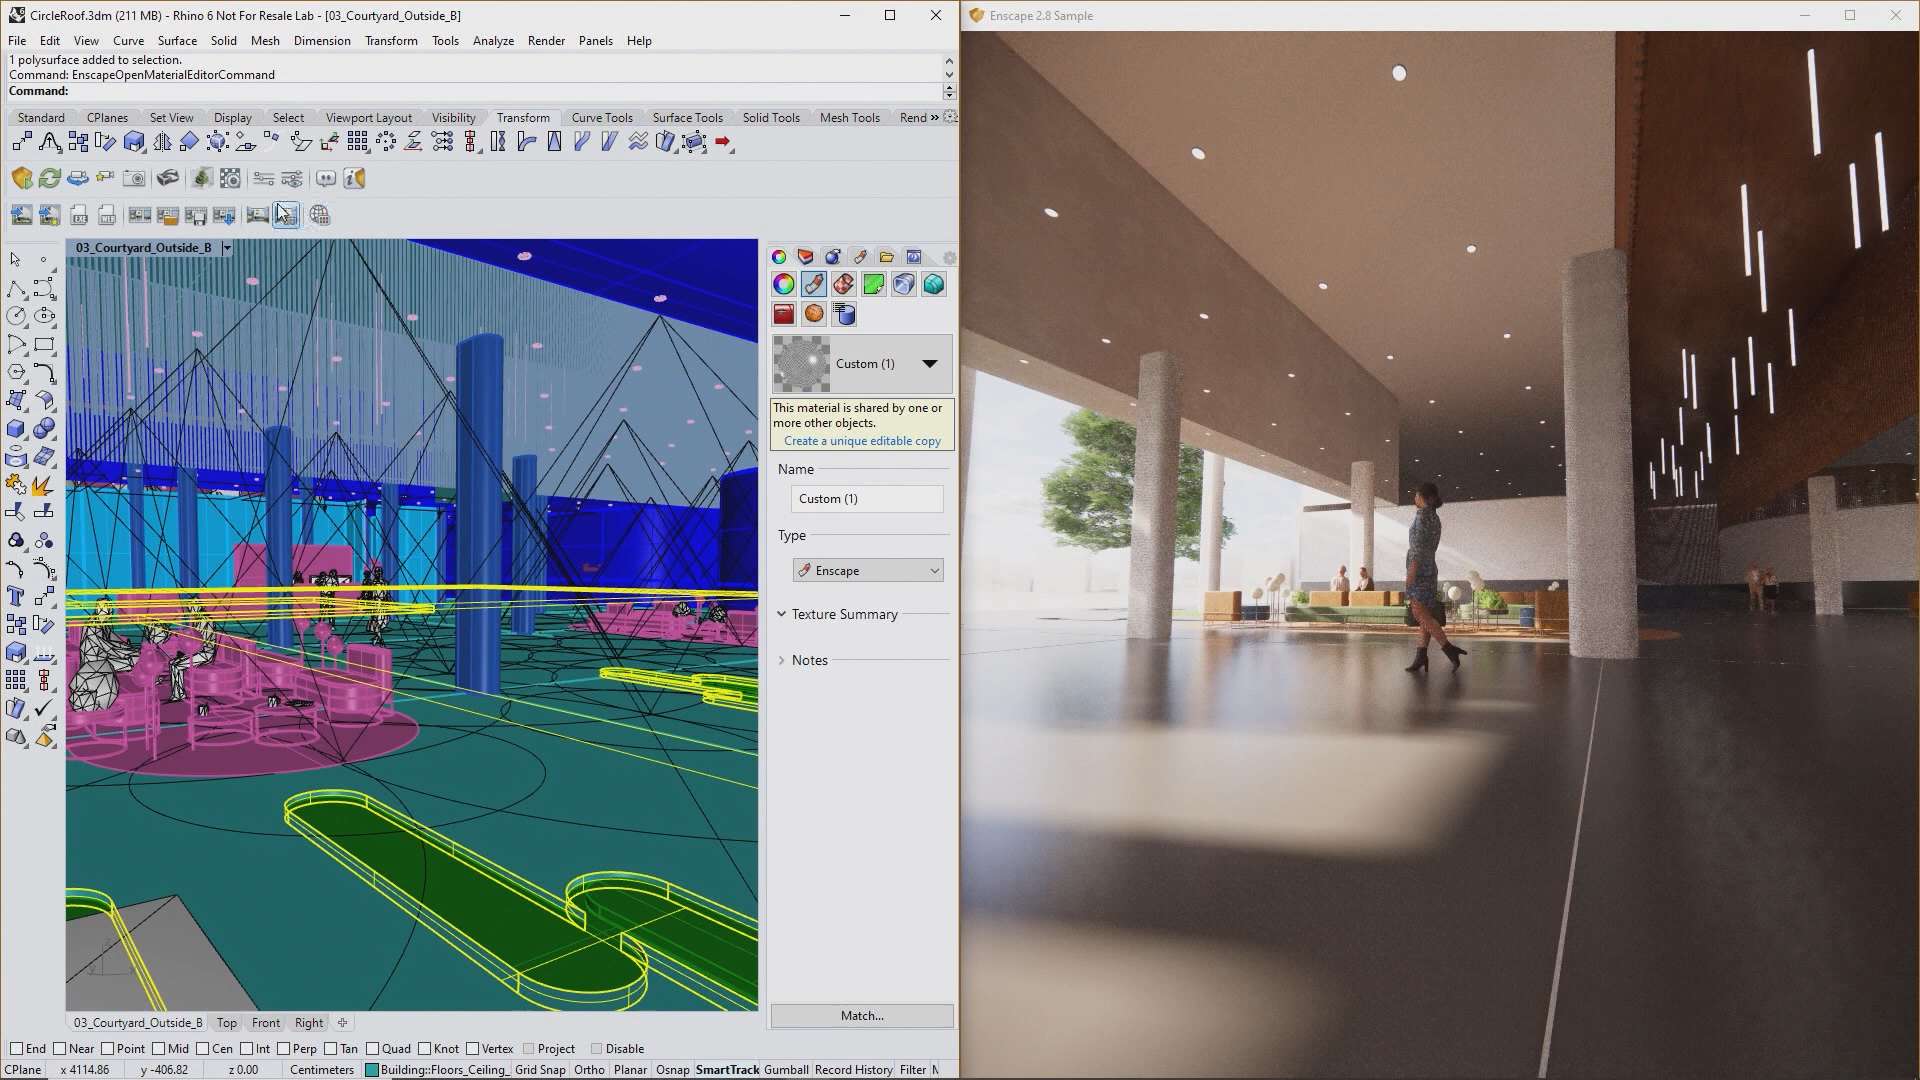 CircleRoof.3dm (211 MB) - Rhino 6 Not For Resale Lab - [03_Courtyard_Outside_B]
File Edit View Curve Surface Solid Mesh Dimension Transform Tools Analyze Render Panels Help
1 polysurface added to selection.
Command: EnscapeOpenMaterialEditorCommand
Command:
Standard CPlanes Set View Display Select Viewport Layout Visibility Transform Curve Tools Surface Tools Solid Tools Mesh Tools Rend »
03_Courtyard_Outside_B
Custom (1)
This material is shared by one or
more other objects.
Create a unique editable copy
Name
Custom (1)
Type
Enscape
Texture Summary
Notes
Match...
03_Courtyard_Outside_B Top Front Right
End Near Point Mid Cen Int Perp Tan Quad Knot Vertex Project Disable
CPlane x 4114.86 y -406.82 z 0.00 Centimeters Building::Floors_Ceiling_ Grid Snap Ortho Planar Osnap SmartTrack Gumball Record History Filter
Enscape 2.8 Sample